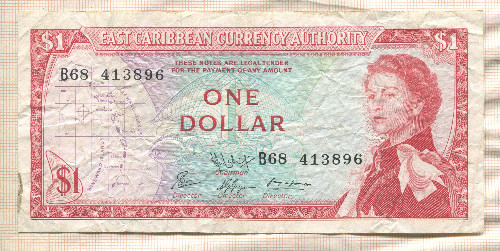 $1 EAST CARIBBEAN CURRENCY AUTHORITY $1
THESE NOTES ARE LEGAL TENDER
FOR THE PAYMENT OF ANY AMOUNT
B68 413896
ONE
DOLLAR
B68 413896
Chairman
$1
Director Director Director